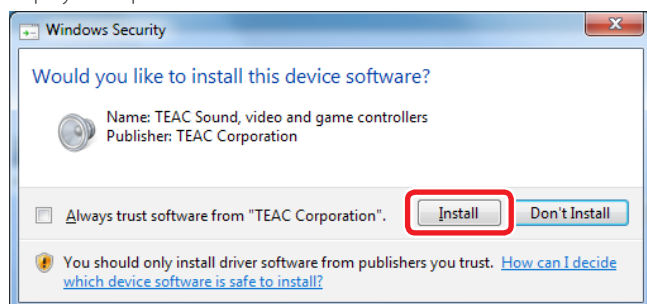 Windows Security
Would you like to install this device software?
Name: TEAC Sound, video and game controllers
Publisher: TEAC Corporation
Always trust software from "TEAC Corporation".
Install
Don't Install
You should only install driver software from publishers you trust. How can I decide
which device software is safe to install?